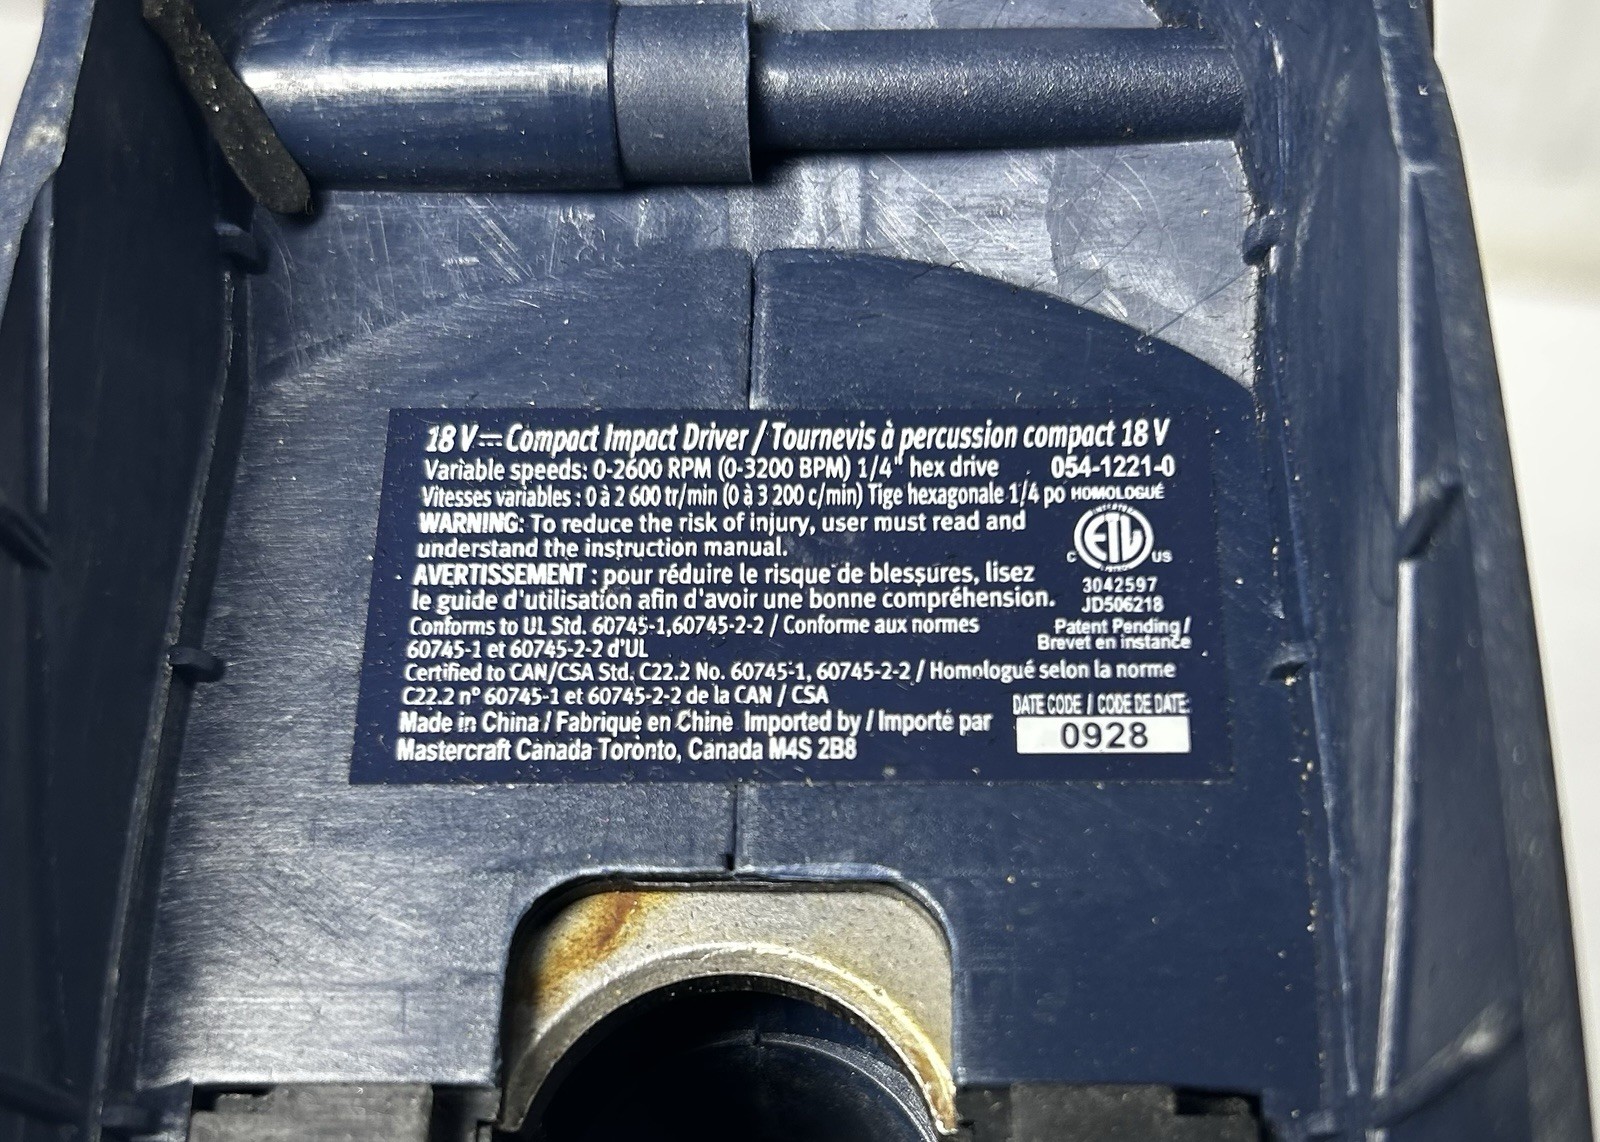 18 V⎓Compact Impact Driver / Tournevis à percussion compact 18 V
Variable speeds: 0-2600 RPM (0-3200 BPM) 1/4" hex drive 054-1221-0
Vitesses variables : 0 à 2 600 tr/min (0 à 3 200 c/min) Tige hexagonale 1/4 po HOMOLOGUÉ
WARNING: To reduce the risk of injury, user must read and
understand the instruction manual.
AVERTISSEMENT : pour réduire le risque de blessures, lisez
le guide d'utilisation afin d'avoir une bonne compréhension.
ETL
C US
3042597
JD506218
Conforms to UL Std. 60745-1,60745-2-2 / Conforme aux normes
60745-1 et 60745-2-2 d'UL
Patent Pending /
Brevet en instance
Certified to CAN/CSA Std. C22.2 No. 60745-1, 60745-2-2 / Homologué selon la norme
C22.2 n° 60745-1 et 60745-2-2 de la CAN / CSA
Made in China / Fabriqué en Chine Imported by / Importé par
Mastercraft Canada Toronto, Canada M4S 2B8
DATE CODE / CODE DE DATE:
0928